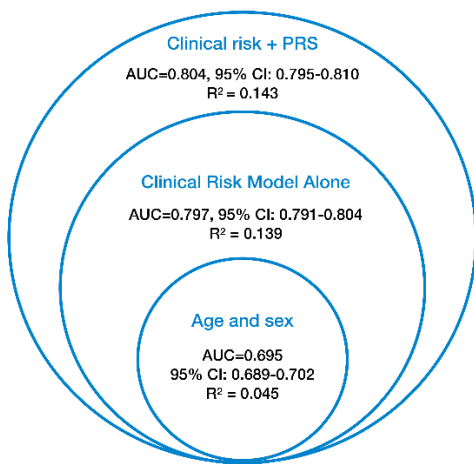 Clinical risk + PRS
AUC=0.804, 95% CI: 0.795-0.810
R² = 0.143
Clinical Risk Model Alone
AUC=0.797, 95% CI: 0.791-0.804
R² = 0.139
Age and sex
AUC=0.695
95% CI: 0.689-0.702
R² = 0.045